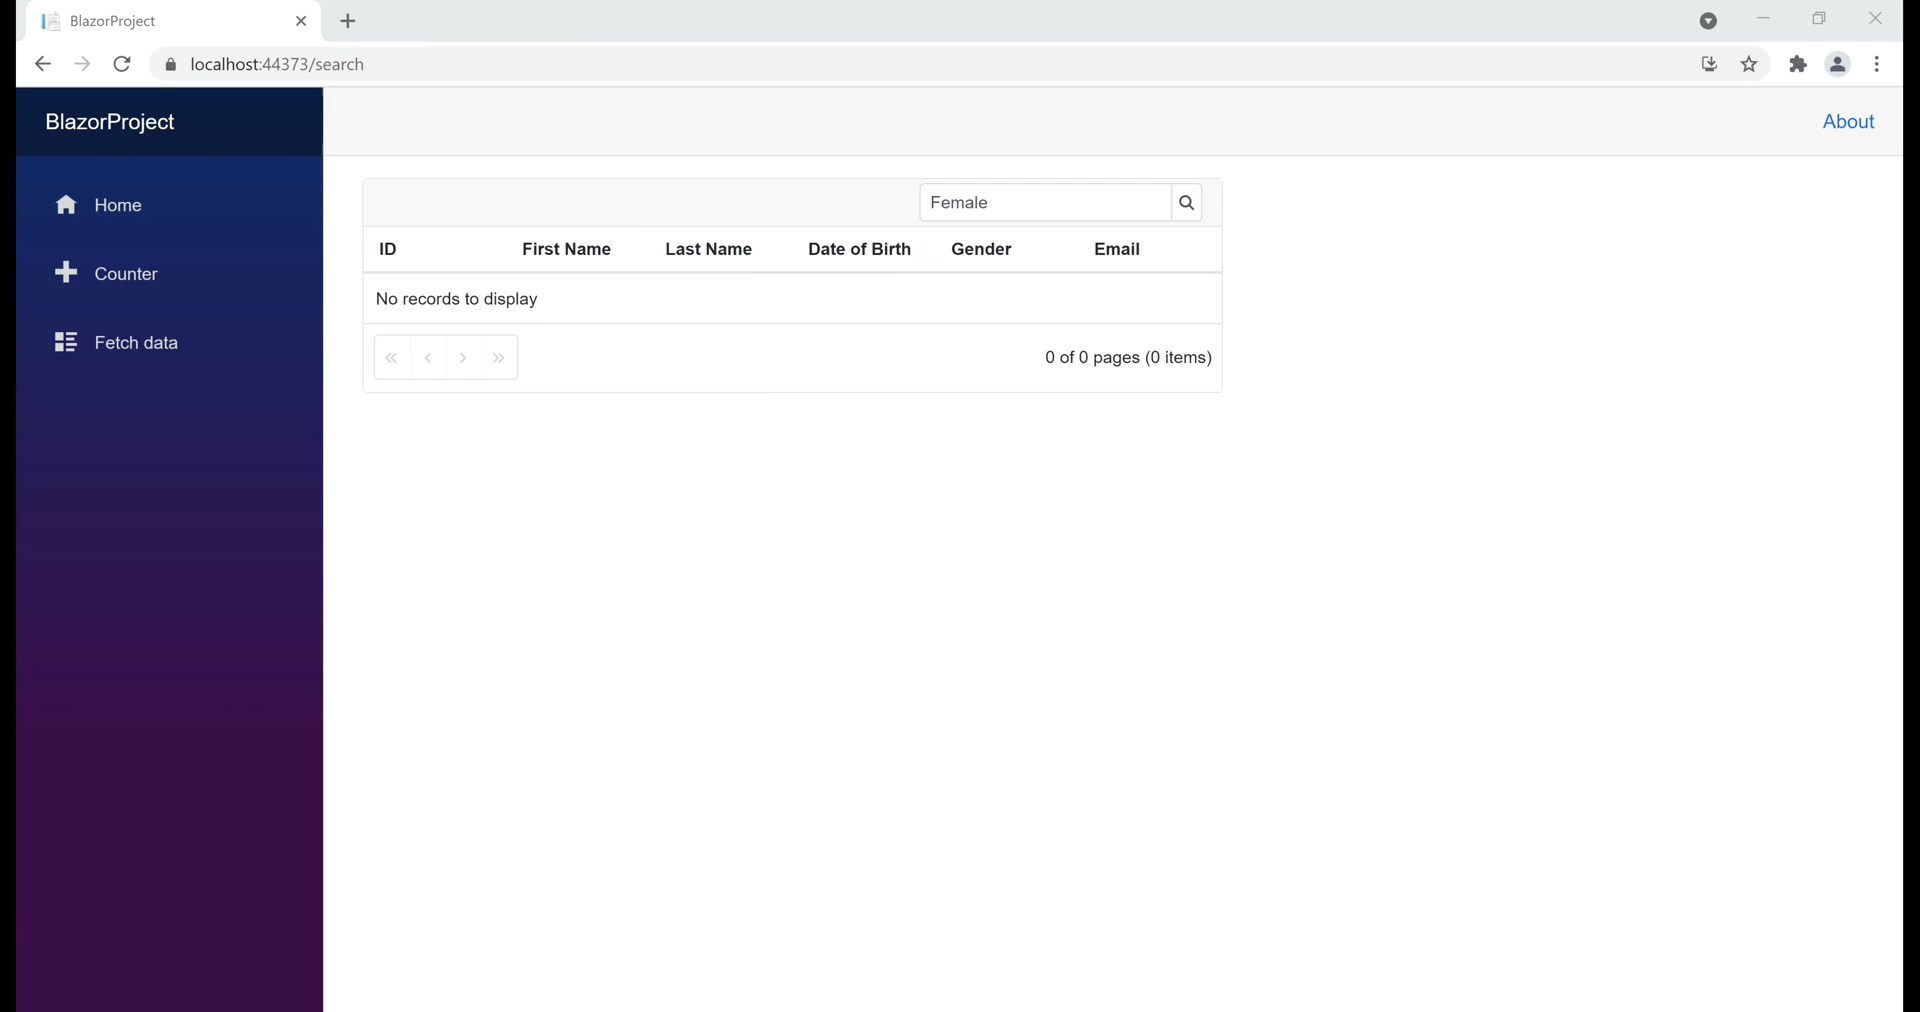 BlazorProject
localhost:44373/search
BlazorProject
About
Home
Counter
Fetch data
Female
ID First Name Last Name Date of Birth Gender Email
No records to display
0 of 0 pages (0 items)